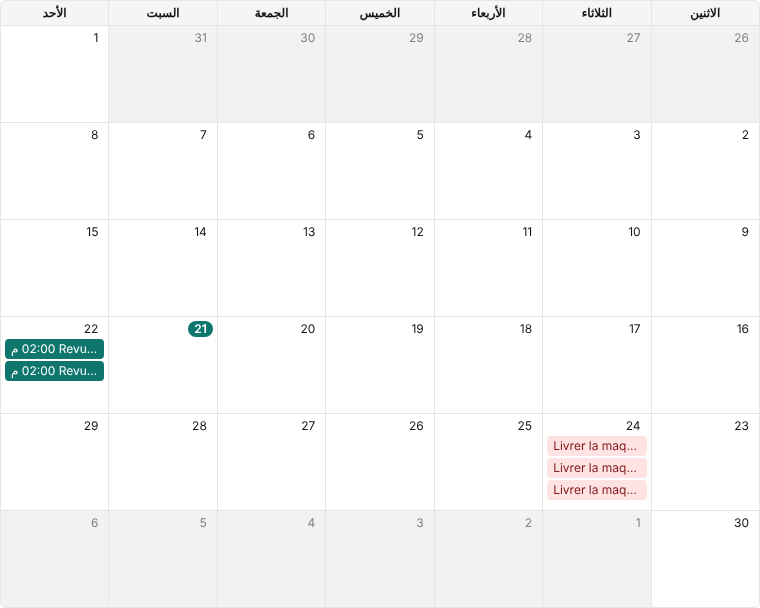 الاثنين الثلاثاء الأربعاء الخميس الجمعة السبت الأحد
26 27 28 29 30 31 1
2 3 4 5 6 7 8
9 10 11 12 13 14 15
16 17 18 19 20 21 22
02:00 م Revu...
02:00 م Revu...
23 24 25 26 27 28 29
Livrer la maq...
Livrer la maq...
Livrer la maq...
30 1 2 3 4 5 6